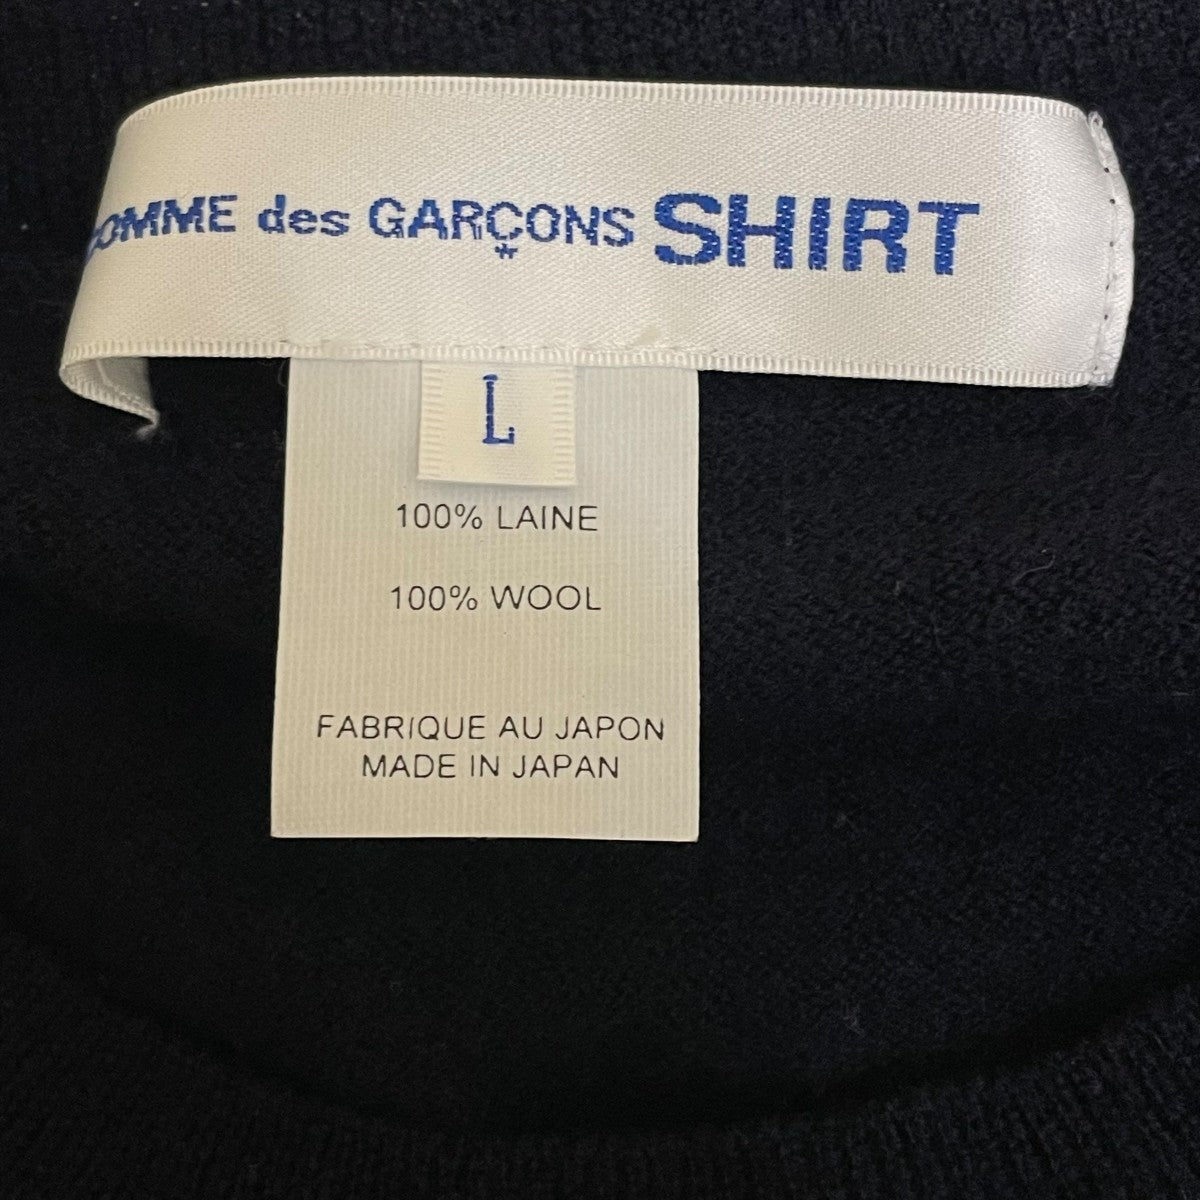 COMME des GARÇONS SHIRT
L
100% LAINE
100% WOOL
FABRIQUE AU JAPON
MADE IN JAPAN